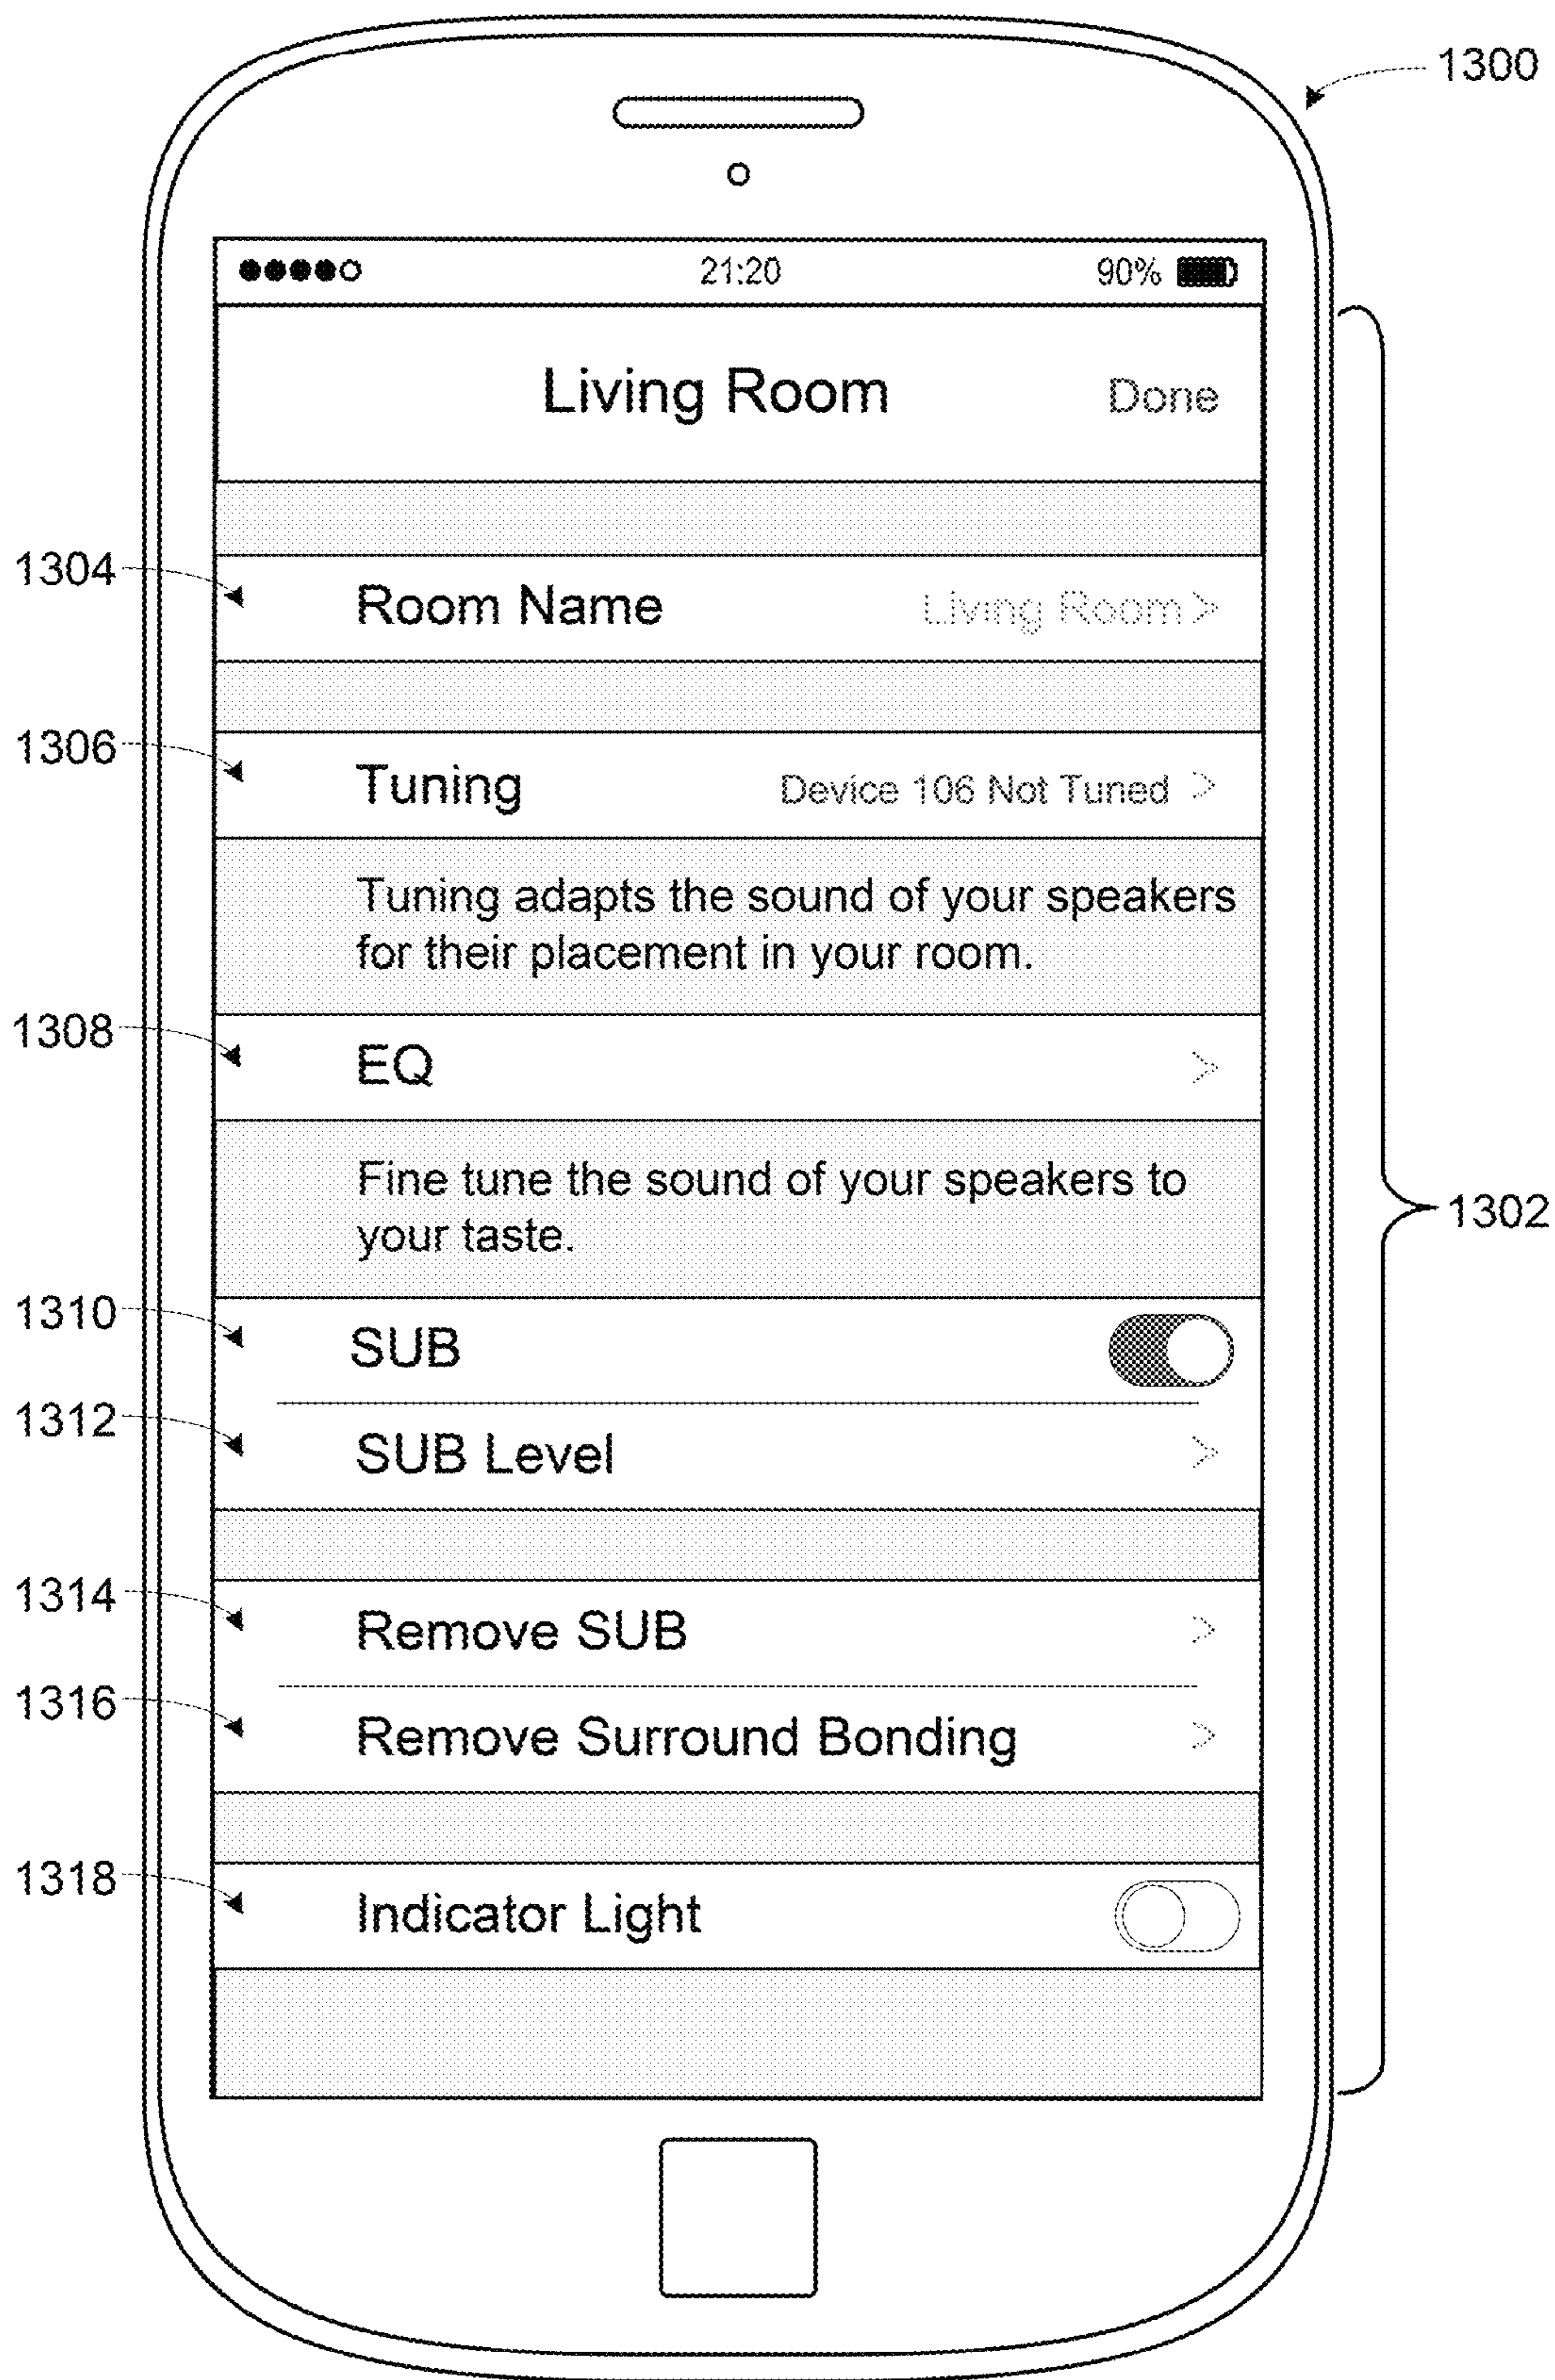 1300
21:20 90%
Living Room Done
1304 Room Name Living Room >
1306 Tuning Device 106 Not Tuned >
Tuning adapts the sound of your speakers
for their placement in your room.
1308 EQ >
Fine tune the sound of your speakers to
your taste.
1302
1310 SUB
1312 SUB Level >
1314 Remove SUB >
1316 Remove Surround Bonding >
1318 Indicator Light